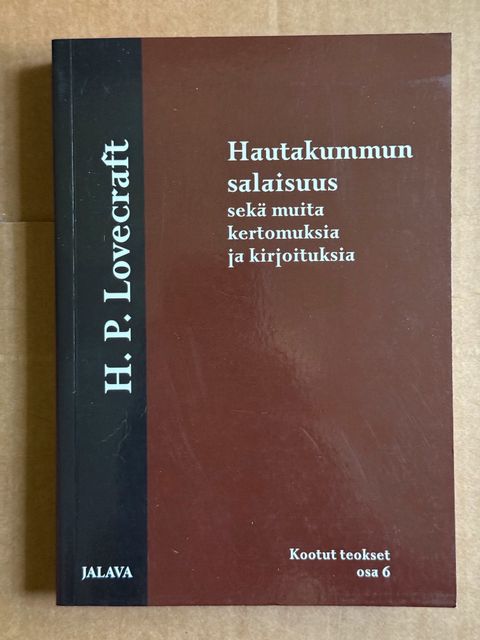 H. P. Lovecraft
Hautakummun
salaisuus
sekä muita
kertomuksia
ja kirjoituksia
Kootut teokset
osa 6
JALAVA